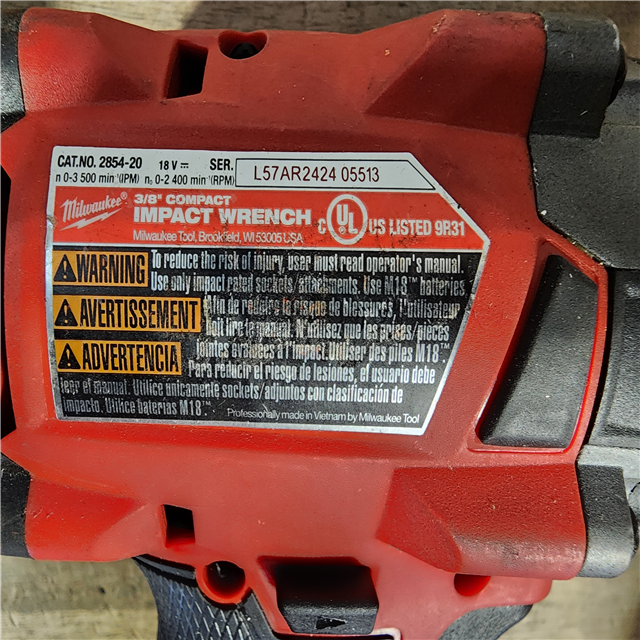 CAT.NO. 2854-20 18 V SER. L57AR2424 05513
n 0-3 500 min⁻¹(IPM) n₀ 0-2 400 min⁻¹(RPM)
Milwaukee 3/8" COMPACT
IMPACT WRENCH
Milwaukee Tool, Brookfield, WI 53005 USA
C UL US LISTED 9R31
WARNING To reduce the risk of injury, user must read operator's manual.
Use only impact rated sockets/attachments. Use M18™ batteries.
AVERTISSEMENT Afin de réduire le risque de blessures, l'utilisateur
doit lire le manual. N'utilisez que les prises/pièces
jointes évaluées à l'impact. Utiliser des piles M18™.
ADVERTENCIA Para reducir el riesgo de lesiones, el usuario debe
leer el manual. Utilice unicamente sockets/adjuntos con clasificación de
impacto. Utilice baterías M18™.
Professionally made in Vietnam by Milwaukee Tool